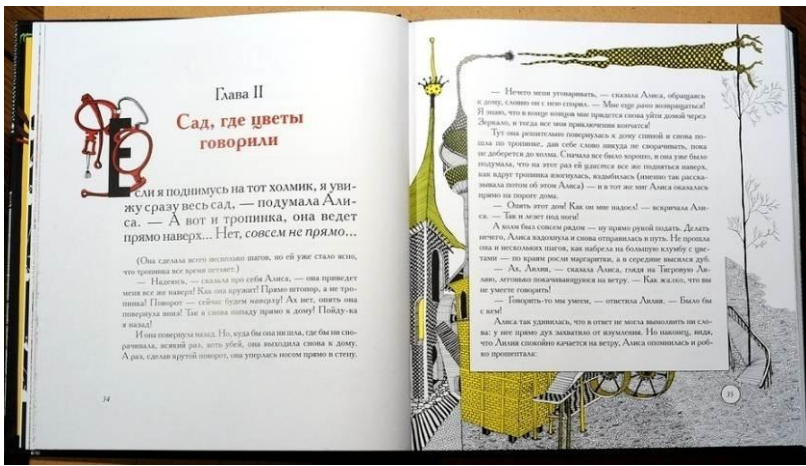 Глава II
Сад, где цветы
говорили
Если я поднимусь на тот холмик, я уви-
жу сразу весь сад, — подумала Али-
са. — А вот и тропинка, она ведет
прямо наверх... Нет, совсем не прямо...
(Она сделала всего несколько шагов, но ей уже стало ясно,
что тропинка все время петляет.)
— Надеюсь, — сказала про себя Алиса, — она приведет
меня все же наверх! Как она кружит! Прямо штопор, а не тро-
пинка! Поворот — сейчас будем наверху! Ах нет, опять она
повернула вниз! Так я снова попаду прямо к дому! Пойду-ка
я назад!
И она повернула назад. Но, куда бы она ни шла, где бы ни сво-
рачивала, всякий раз, хоть убей, она выходила снова к дому.
А раз, сделав крутой поворот, она уперлась носом прямо в стену.
34
— Нечего меня уговаривать, — сказала Алиса, обращаясь
к дому, словно он с нею спорил. — Мне еще рано возвращаться!
Я знаю, что в конце концов мне придется снова уйти домой через
Зеркало, и тогда все мои приключения кончатся!
Тут она решительно повернулась к дому спиной и снова по-
шла по тропинке, дав себе слово никуда не сворачивать, пока
не доберется до холма. Сначала все было хорошо, и она уже было
подумала, что на этот раз ей удастся все же подняться наверх,
как вдруг тропинка изогнулась, вздыбилась (именно так расска-
зывала потом об этом Алиса) — и в тот же миг Алиса оказалась
прямо на пороге дома.
— Опять этот дом! Как он мне надоел! — вскричала Али-
са. — Так и лезет под ноги!
А холм был совсем рядом — ну прямо рукой подать. Делать
нечего, Алиса вздохнула и снова отправилась в путь. Не прошла
она и нескольких шагов, как набрела на большую клумбу с цве-
тами — по краям росли маргаритки, а в середине высился дуб.
— Ах, Лилия, — сказала Алиса, глядя на Тигровую Ли-
лию, легонько покачивающуюся на ветру. — Как жалко, что вы
не умеете говорить!
— Говорить-то мы умеем, — ответила Лилия. — Было бы
с кем!
Алиса так удивилась, что в ответ не могла вымолвить ни сло-
ва: у нее прямо дух захватило от изумления. Но наконец, видя,
что Лилия спокойно качается на ветру, Алиса опомнилась и роб-
ко прошептала:
35